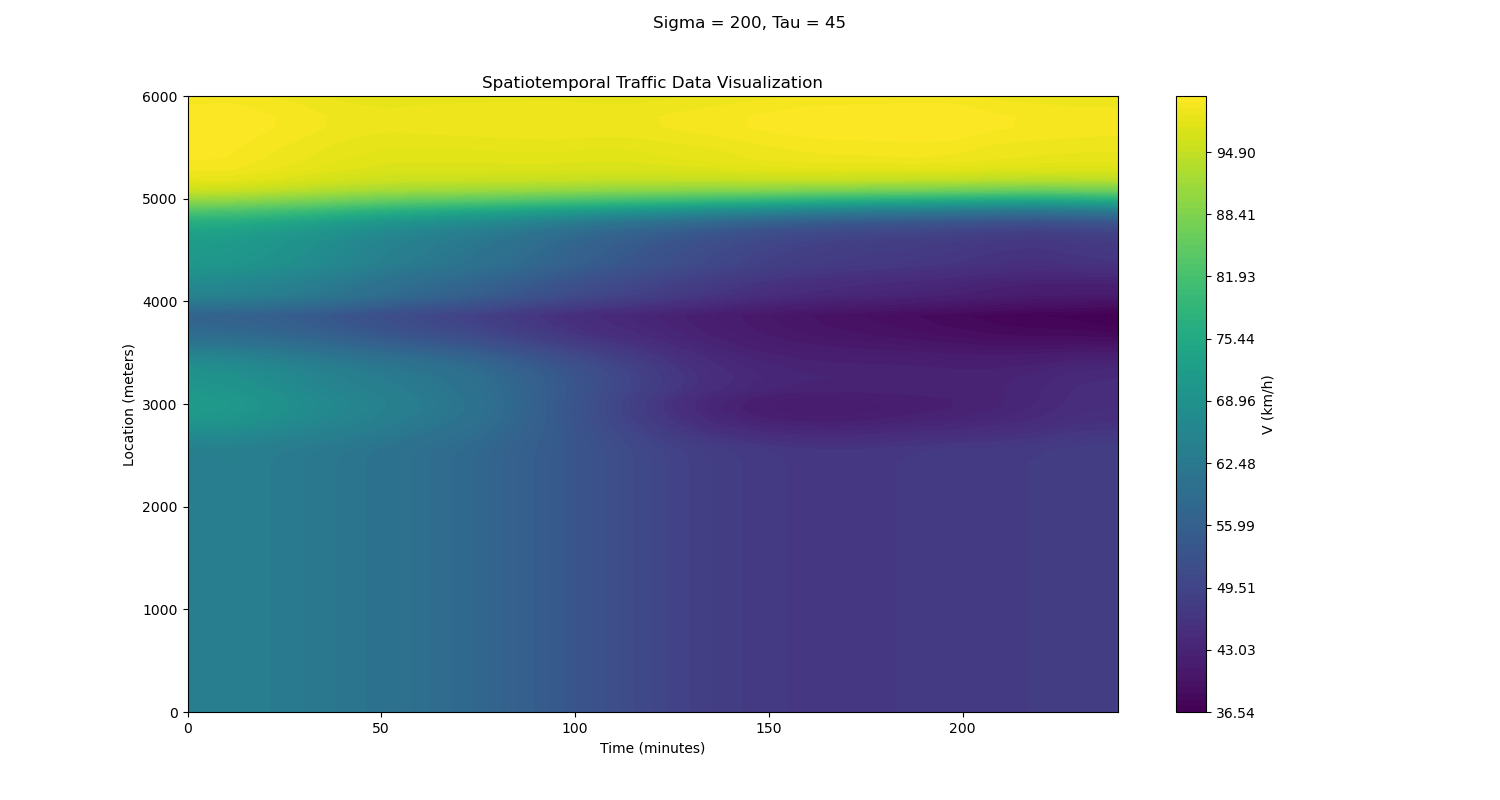 Sigma = 200, Tau = 45
Spatiotemporal Traffic Data Visualization
6000
5000
4000
3000
2000
1000
0
Location (meters)
0 50 100 150 200
Time (minutes)
94.90
88.41
81.93
75.44
68.96
62.48
55.99
49.51
43.03
36.54
V (km/h)